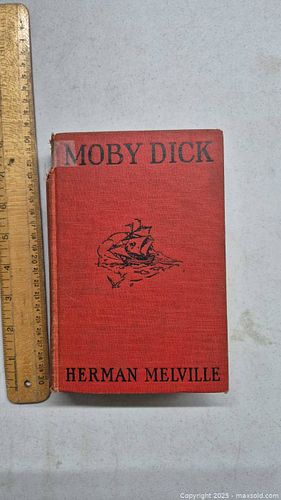 MOBY DICK
HERMAN MELVILLE
Copyright © 2025 - maxsold.com